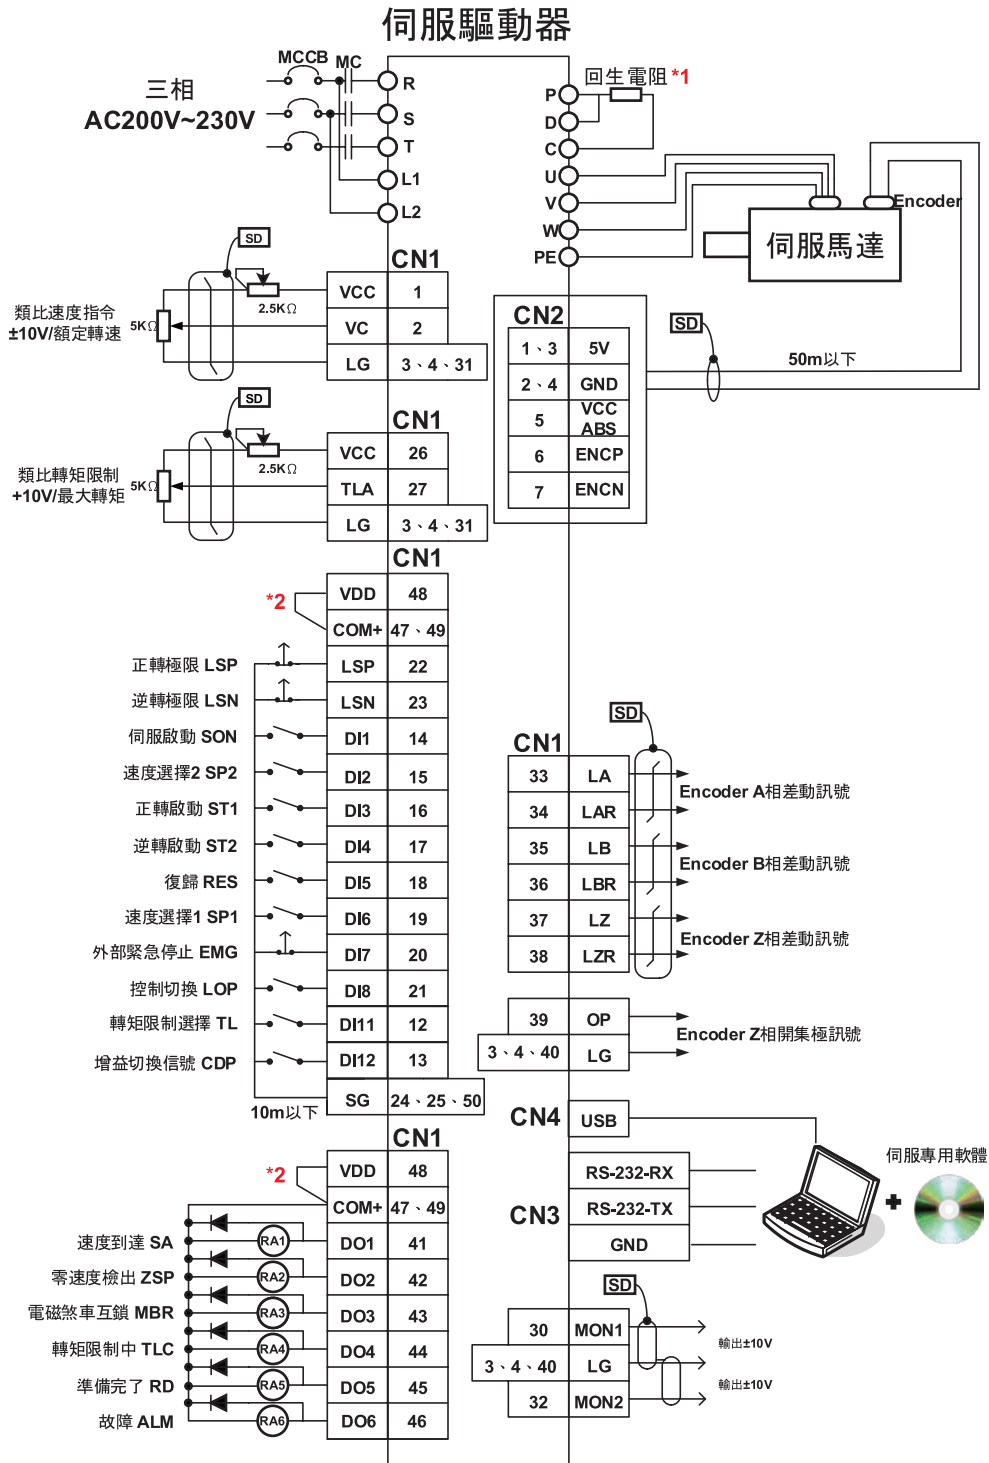 伺服驅動器
MCCB MC
三相
AC200V~230V
R
S
T
L1
L2
回生電阻 *1
P
D
C
U
V
W
PE
Encoder
伺服馬達
SD
CN1
類比速度指令
±10V/額定轉速
5KΩ
2.5KΩ
VCC 1
VC 2
LG 3、4、31
SD
CN1
類比轉矩限制
+10V/最大轉矩
5KΩ
2.5KΩ
VCC 26
TLA 27
LG 3、4、31
CN2
1、3 5V
2、4 GND
5 VCC ABS
6 ENCP
7 ENCN
SD
50m以下
CN1
*2
VDD 48
COM+ 47、49
正轉極限 LSP LSP 22
逆轉極限 LSN LSN 23
伺服啟動 SON DI1 14
速度選擇2 SP2 DI2 15
正轉啟動 ST1 DI3 16
逆轉啟動 ST2 DI4 17
復歸 RES DI5 18
速度選擇1 SP1 DI6 19
外部緊急停止 EMG DI7 20
控制切換 LOP DI8 21
轉矩限制選擇 TL DI11 12
增益切換信號 CDP DI12 13
10m以下 SG 24、25、50
CN1
*2
VDD 48
COM+ 47、49
速度到達 SA RA1 DO1 41
零速度檢出 ZSP RA2 DO2 42
電磁煞車互鎖 MBR RA3 DO3 43
轉矩限制中 TLC RA4 DO4 44
準備完了 RD RA5 DO5 45
故障 ALM RA6 DO6 46
SD
CN1
33 LA
Encoder A相差動訊號
34 LAR
35 LB
Encoder B相差動訊號
36 LBR
37 LZ
Encoder Z相差動訊號
38 LZR
39 OP
Encoder Z相開集極訊號
3、4、40 LG
CN4 USB
伺服專用軟體
CN3
RS-232-RX
RS-232-TX
GND
SD
30 MON1
輸出±10V
3、4、40 LG
輸出±10V
32 MON2